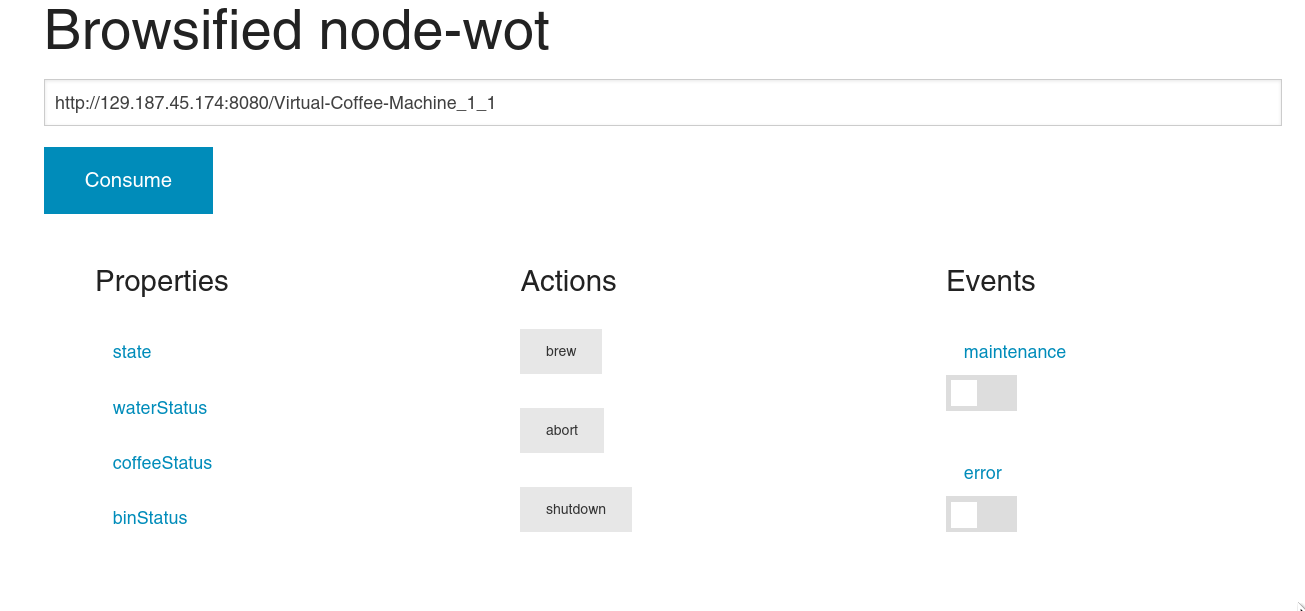 Browsified node-wot
http://129.187.45.174:8080/Virtual-Coffee-Machine_1_1
Consume
Properties
state
waterStatus
coffeeStatus
binStatus
Actions
brew
abort
shutdown
Events
maintenance
error